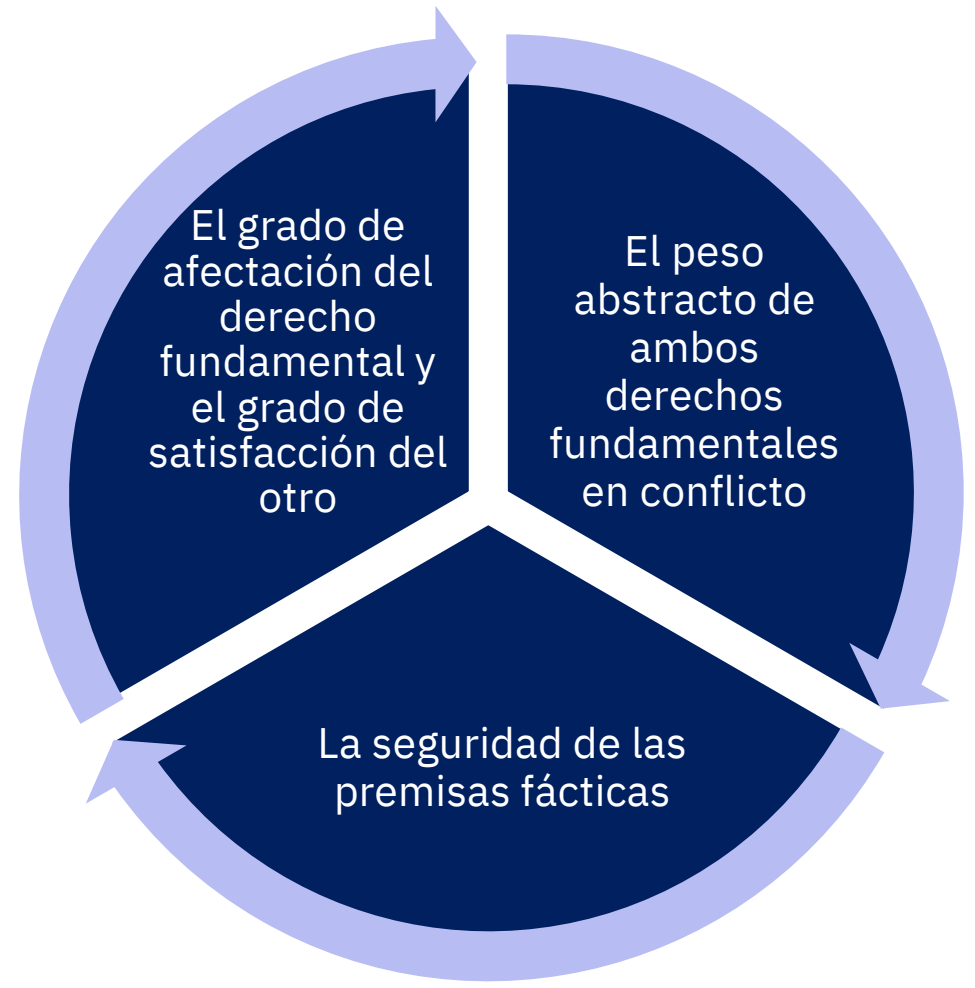 El grado de
afectación del
derecho
fundamental y
el grado de
satisfacción del
otro
El peso
abstracto de
ambos
derechos
fundamentales
en conflicto
La seguridad de las
premisas fácticas